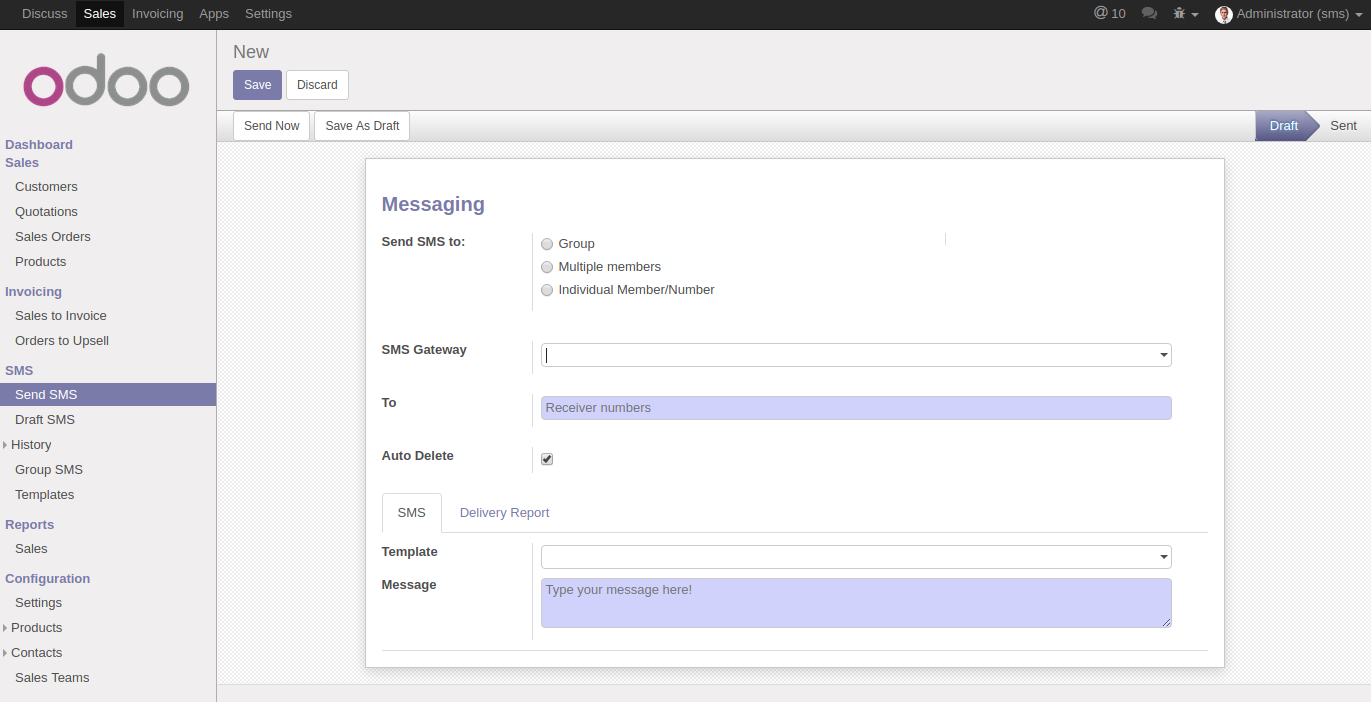 Discuss Sales Invoicing Apps Settings @ 10 Administrator (sms)
odoo
Dashboard
Sales
Customers
Quotations
Sales Orders
Products
Invoicing
Sales to Invoice
Orders to Upsell
SMS
Send SMS
Draft SMS
History
Group SMS
Templates
Reports
Sales
Configuration
Settings
Products
Contacts
Sales Teams
New
Save Discard
Send Now Save As Draft Draft Sent
Messaging
Send SMS to:
Group
Multiple members
Individual Member/Number
SMS Gateway
To Receiver numbers
Auto Delete
SMS Delivery Report
Template
Message Type your message here!